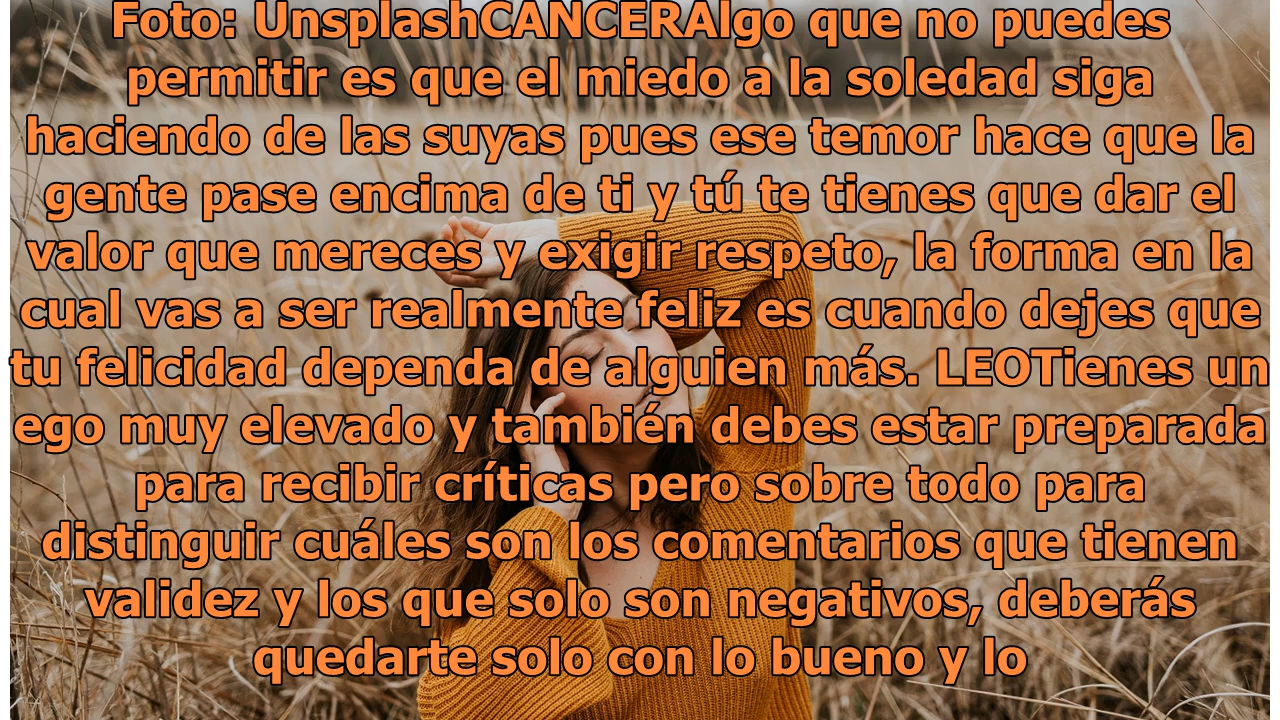 Foto: UnsplashCANCERAlgo que no puedes
permitir es que el miedo a la soledad siga
haciendo de las suyas pues ese temor hace que la
gente pase encima de ti y tú te tienes que dar el
valor que mereces y exigir respeto, la forma en la
cual vas a ser realmente feliz es cuando dejes que
tu felicidad dependa de alguien más. LEOTienes un
ego muy elevado y también debes estar preparada
para recibir críticas pero sobre todo para
distinguir cuáles son los comentarios que tienen
validez y los que solo son negativos, deberás
quedarte solo con lo bueno y lo